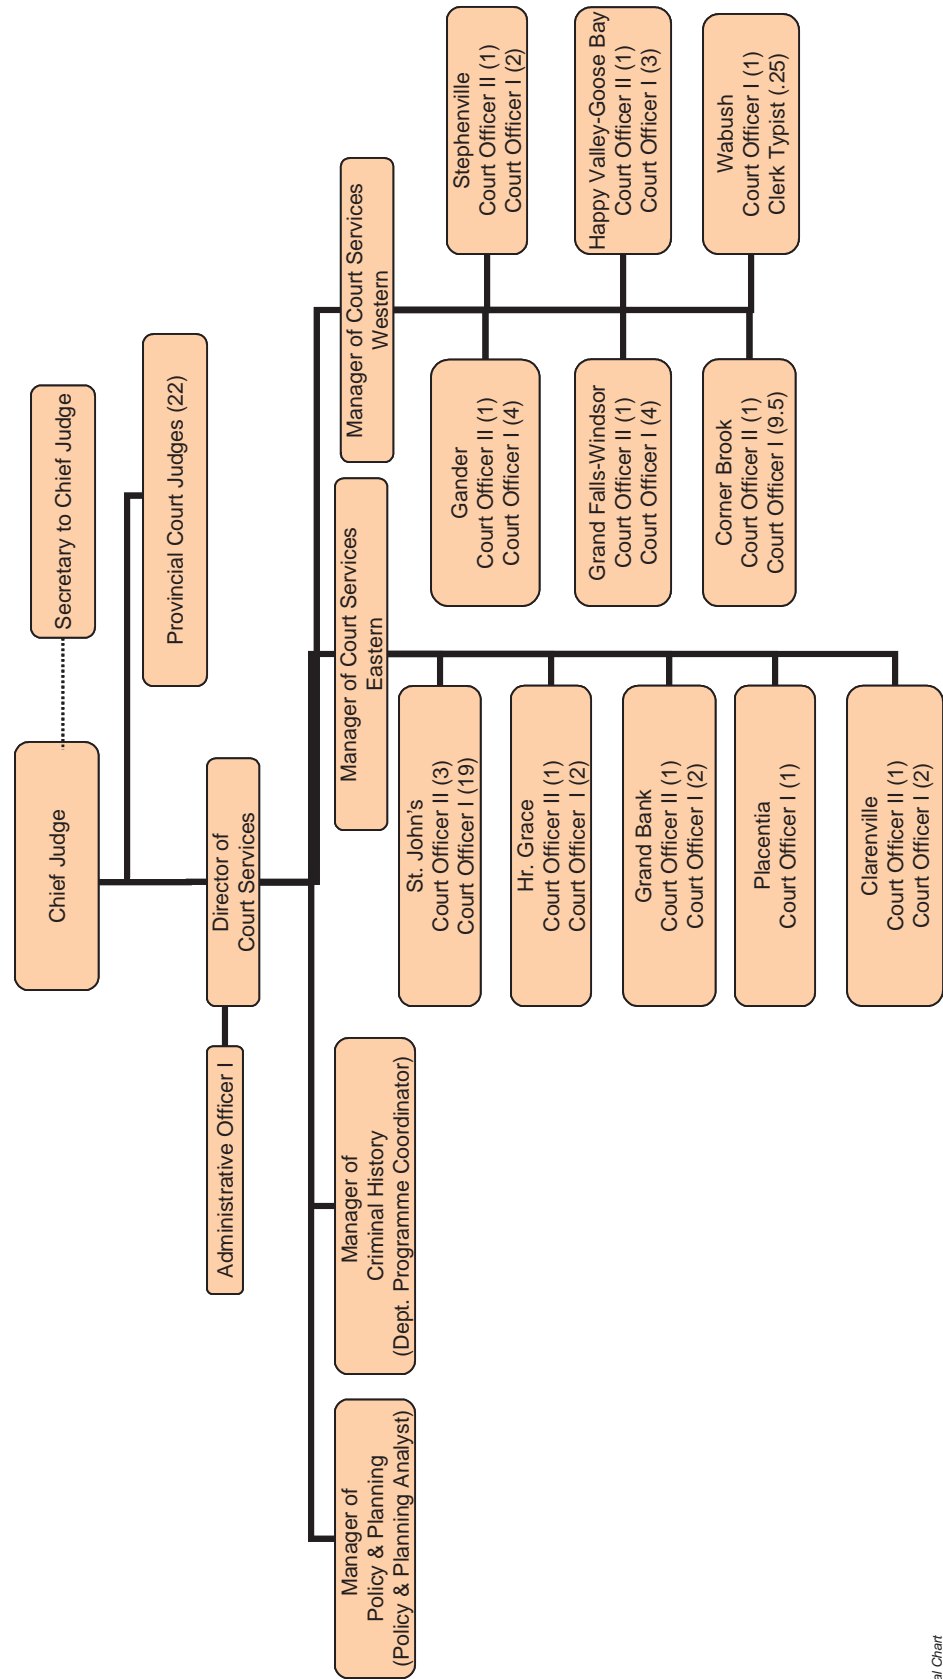 Chief Judge
Secretary to Chief Judge
Provincial Court Judges (22)
Director of
Court Services
Administrative Officer I
Manager of
Policy & Planning
(Policy & Planning Analyst)
Manager of
Criminal History
(Dept. Programme Coordinator)
Manager of Court Services
Eastern
Manager of Court Services
Western
St. John's
Court Officer II (3)
Court Officer I (19)
Hr. Grace
Court Officer II (1)
Court Officer I (2)
Grand Bank
Court Officer II (1)
Court Officer I (2)
Placentia
Court Officer I (1)
Clarenville
Court Officer II (1)
Court Officer I (2)
Gander
Court Officer II (1)
Court Officer I (4)
Grand Falls-Windsor
Court Officer II (1)
Court Officer I (4)
Corner Brook
Court Officer II (1)
Court Officer I (9.5)
Stephenville
Court Officer II (1)
Court Officer I (2)
Happy Valley-Goose Bay
Court Officer II (1)
Court Officer I (3)
Wabush
Court Officer I (1)
Clerk Typist (.25)
al Chart